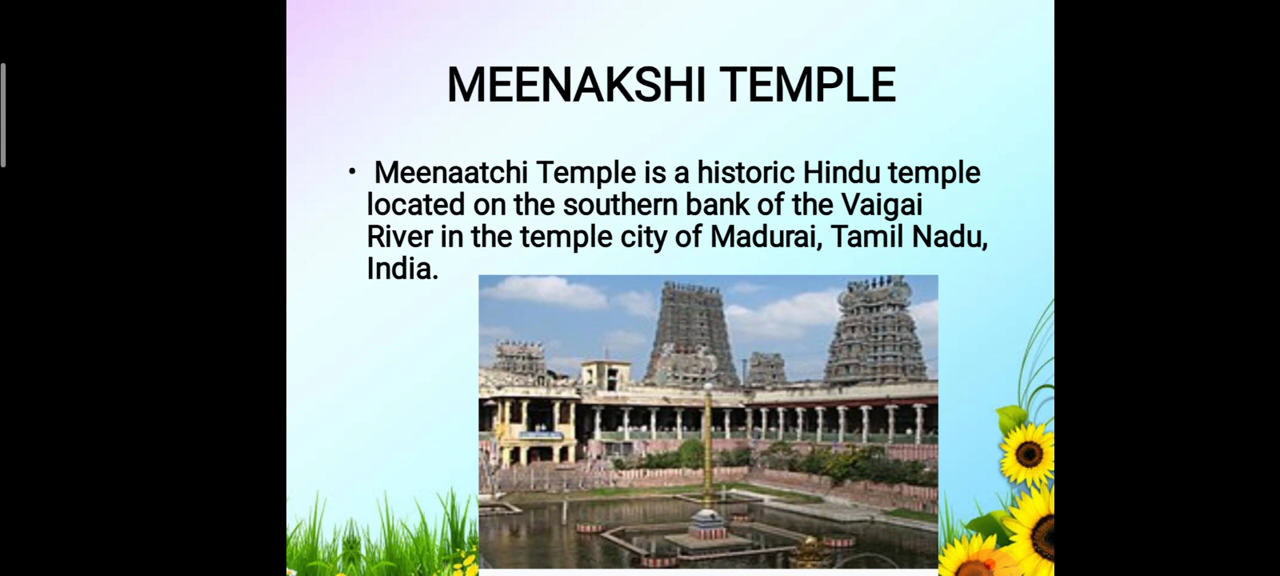 MEENAKSHI TEMPLE
• Meenaatchi Temple is a historic Hindu temple
located on the southern bank of the Vaigai
River in the temple city of Madurai, Tamil Nadu,
India.